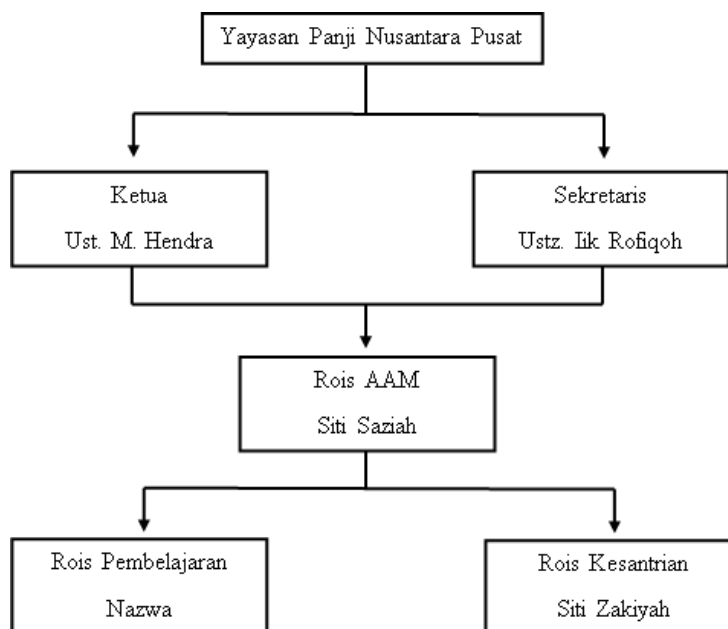 Yayasan Panji Nusantara Pusat
Ketua
Ust. M. Hendra
Sekretaris
Ustz. Iik Rofiqoh
Rois AAM
Siti Saziah
Rois Pembelajaran
Nazwa
Rois Kesantrian
Siti Zakiyah